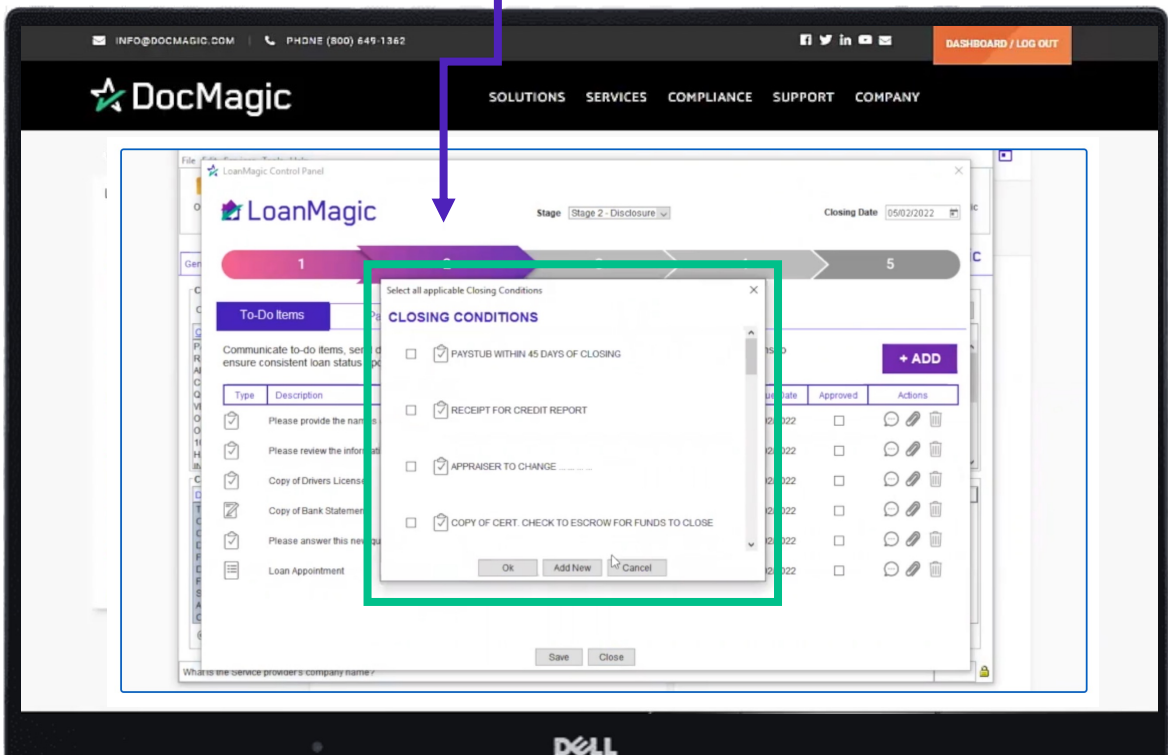 INFO@DOCMAGIC.COM | PHONE (800) 649-1362
DASHBOARD / LOG OUT
DocMagic
SOLUTIONS SERVICES COMPLIANCE SUPPORT COMPANY
File
LoanMagic Control Panel
LoanMagic
Stage Stage 2 - Disclosure
Closing Date 05/02/2022
1 5
Select all applicable Closing Conditions
CLOSING CONDITIONS
To-Do Items
Communicate to-do items,
ensure consistent loan status
+ ADD
PAYSTUB WITHIN 45 DAYS OF CLOSING
RECEIPT FOR CREDIT REPORT
APPRAISER TO CHANGE
COPY OF CERT. CHECK TO ESCROW FOR FUNDS TO CLOSE
Ok Add New Cancel
Type Description Date Approved Actions
Please provide the
Please review the
Copy of Drivers License
Copy of Bank
Please answer this
Loan Appointment
Save Close
What is the Service provider's company name?
DELL